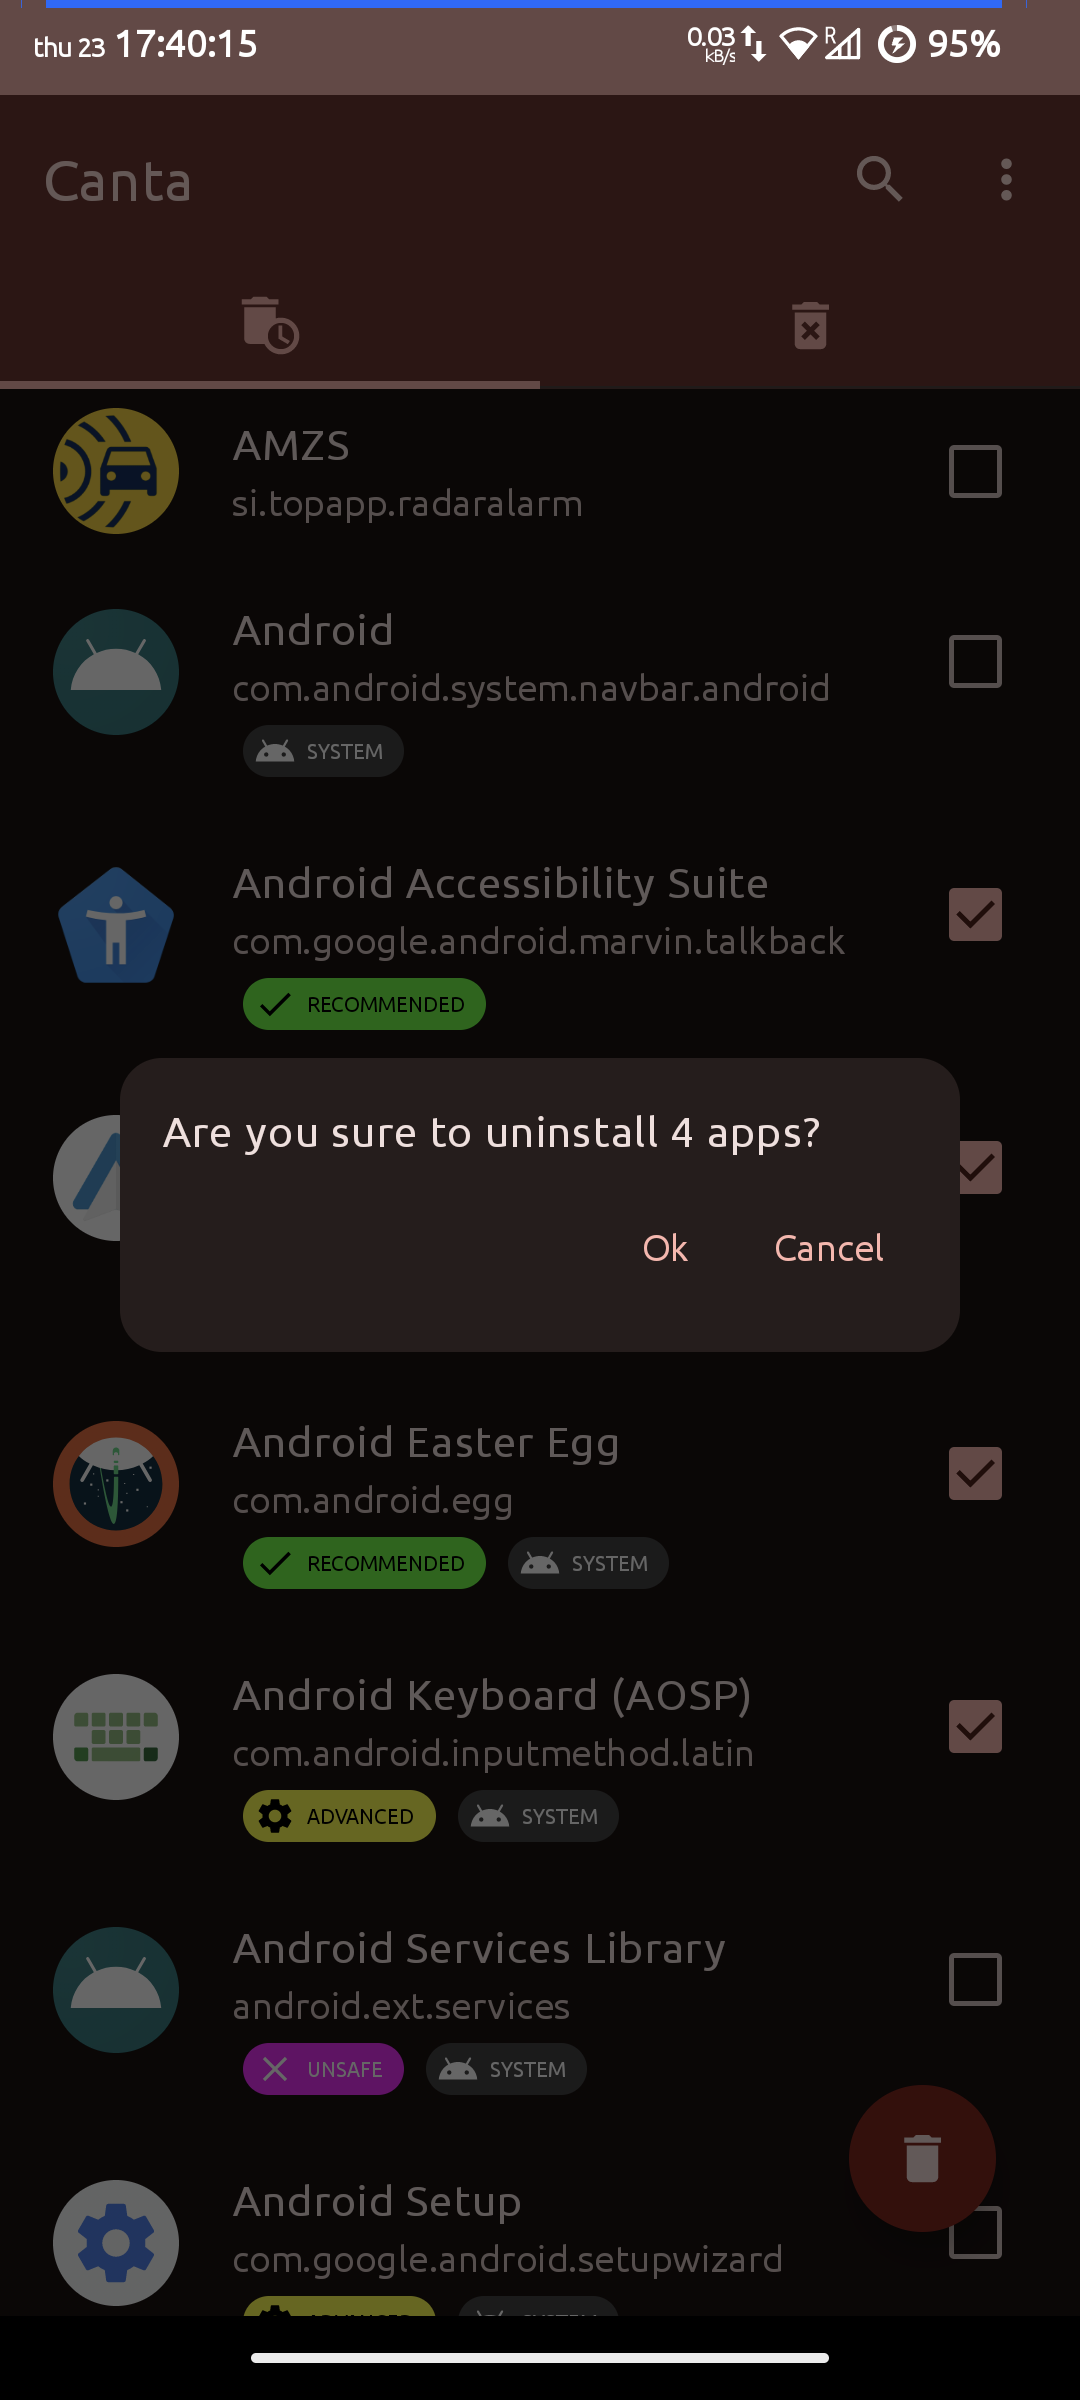 thu 23 17:40:15 0.03 kB/s R 95%
Canta
AMZS
si.topapp.radaralarm
Android
com.android.system.navbar.android
SYSTEM
Android Accessibility Suite
com.google.android.marvin.talkback
RECOMMENDED
Are you sure to uninstall 4 apps?
Ok Cancel
Android Easter Egg
com.android.egg
RECOMMENDED SYSTEM
Android Keyboard (AOSP)
com.android.inputmethod.latin
ADVANCED SYSTEM
Android Services Library
android.ext.services
UNSAFE SYSTEM
Android Setup
com.google.android.setupwizard